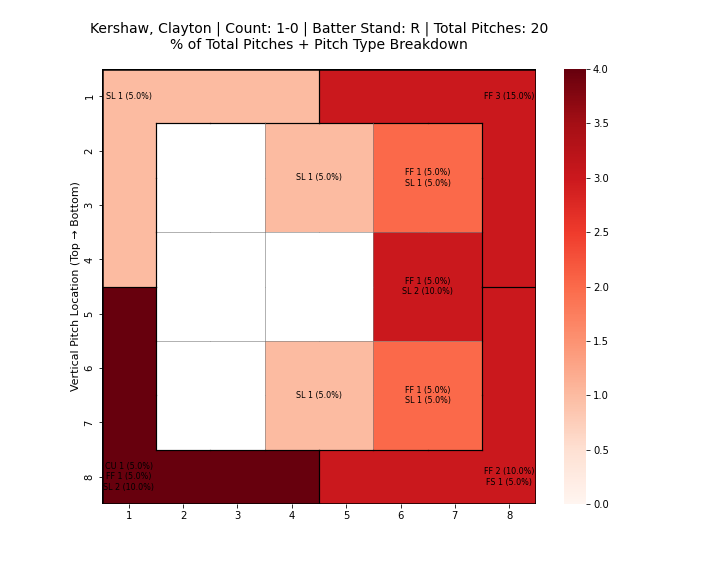 Kershaw, Clayton | Count: 1-0 | Batter Stand: R | Total Pitches: 20
% of Total Pitches + Pitch Type Breakdown
Vertical Pitch Location (Top → Bottom)
1
2
3
4
5
6
7
8
SL 1 (5.0%)
FF 3 (15.0%)
SL 1 (5.0%)
FF 1 (5.0%)
SL 1 (5.0%)
FF 1 (5.0%)
SL 2 (10.0%)
SL 1 (5.0%)
FF 1 (5.0%)
SL 1 (5.0%)
CU 1 (5.0%)
FF 1 (5.0%)
SL 2 (10.0%)
FF 2 (10.0%)
FS 1 (5.0%)
1
2
3
4
5
6
7
8
4.0
3.5
3.0
2.5
2.0
1.5
1.0
0.5
0.0